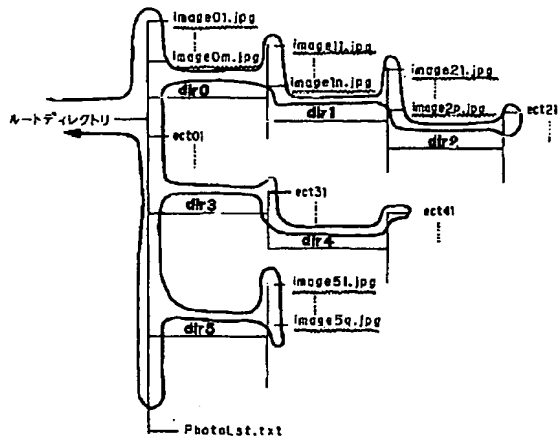 image01.jpg
image0m.jpg
image11.jpg
image1n.jpg
image21.jpg
image2p.jpg
ect21
dir0
dir1
dir2
ルートディレクトリ
ect01
ect31
ect41
dir3
dir4
image51.jpg
image5q.jpg
dir5
PhotoLst.txt